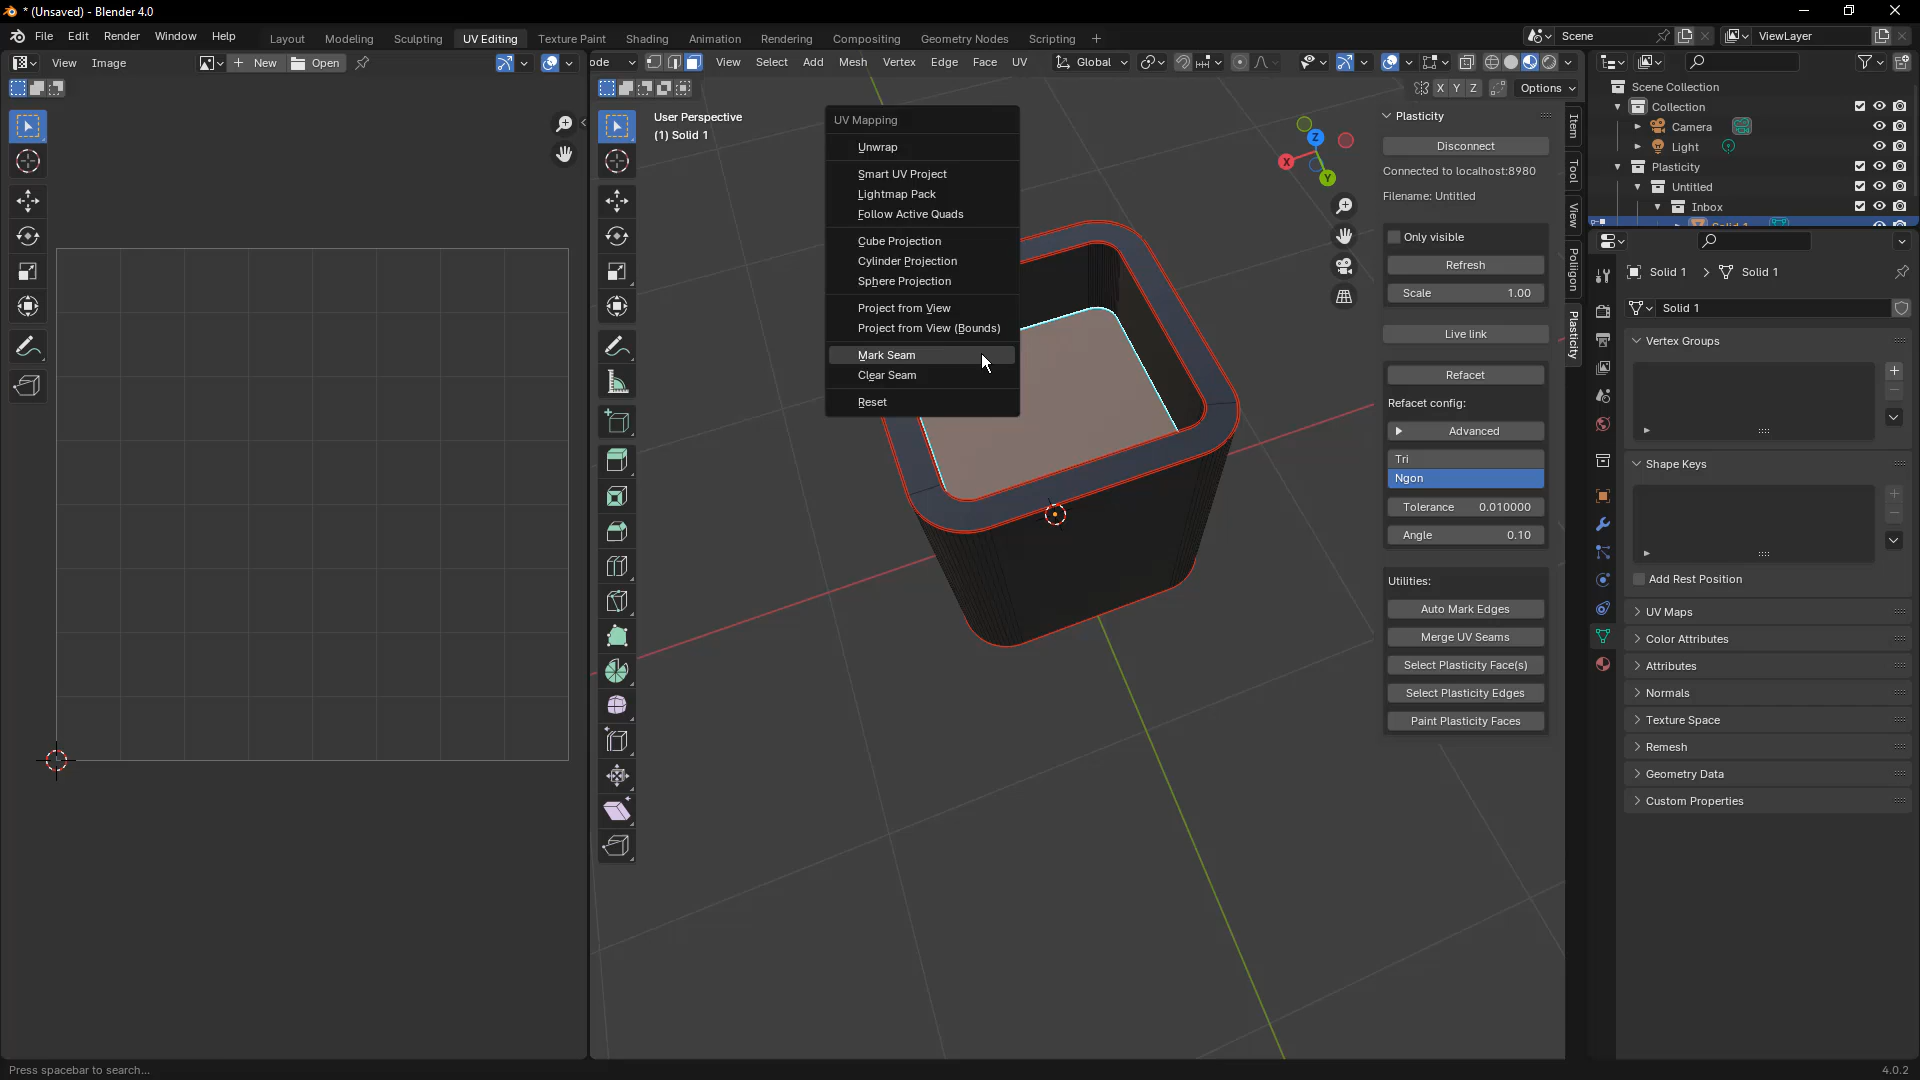 * (Unsaved) - Blender 4.0
File Edit Render Window Help
Layout Modeling Sculpting UV Editing Texture Paint Shading Animation Rendering Compositing Geometry Nodes Scripting
Scene
ViewLayer
View Image
New
Open
ode
View Select Add Mesh Vertex Edge Face UV
Global
X Y Z
Options
User Perspective
(1) Solid 1
UV Mapping
Unwrap
Smart UV Project
Lightmap Pack
Follow Active Quads
Cube Projection
Cylinder Projection
Sphere Projection
Project from View
Project from View (Bounds)
Mark Seam
Clear Seam
Reset
Z
X
Y
Plasticity
Disconnect
Connected to localhost:8980
Filename: Untitled
Only visible
Refresh
Scale 1.00
Live link
Refacet
Refacet config:
Advanced
Tri
Ngon
Tolerance 0.010000
Angle 0.10
Utilities:
Auto Mark Edges
Merge UV Seams
Select Plasticity Face(s)
Select Plasticity Edges
Paint Plasticity Faces
Item
Tool
View
Poliigon
Plasticity
Scene Collection
Collection
Camera
Light
Plasticity
Untitled
Inbox
Solid 1
Solid 1
Solid 1
Solid 1
Vertex Groups
Shape Keys
Add Rest Position
UV Maps
Color Attributes
Attributes
Normals
Texture Space
Remesh
Geometry Data
Custom Properties
Press spacebar to search...
4.0.2